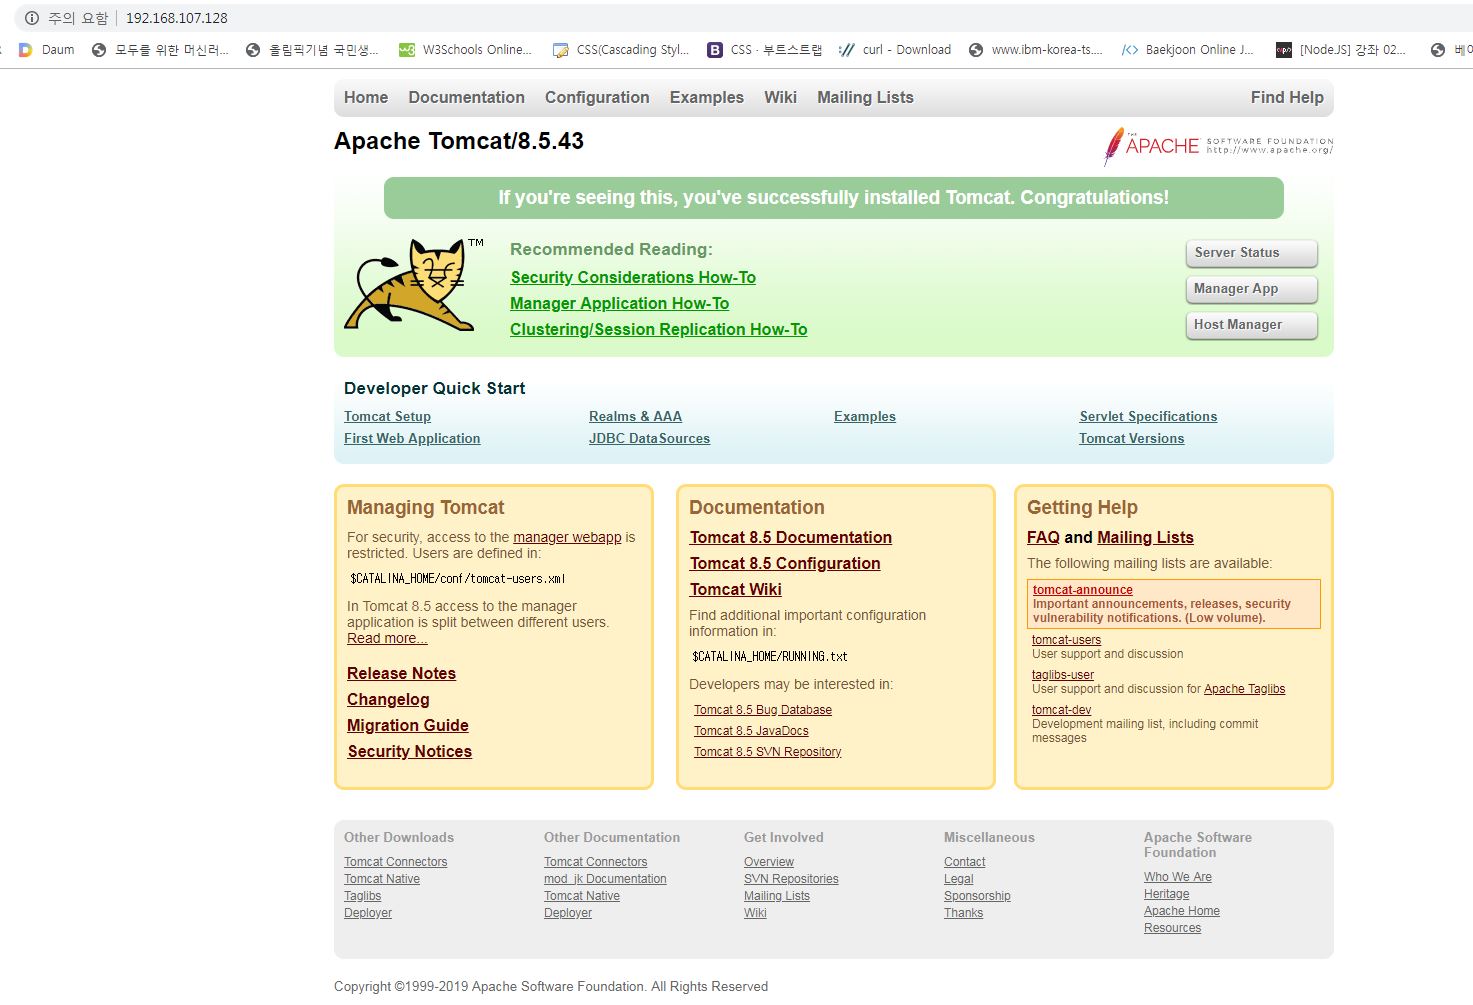 주의 요함 192.168.107.128
Daum 모두를 위한 머신러... 올림픽기념 국민생... W3Schools Online... CSS(Cascading Styl... CSS · 부트스트랩 curl - Download www.ibm-korea-ts.... Baekjoon Online J... [NodeJS] 강좌 02... 베이
Home Documentation Configuration Examples Wiki Mailing Lists Find Help
Apache Tomcat/8.5.43
THE APACHE SOFTWARE FOUNDATION
http://www.apache.org/
If you're seeing this, you've successfully installed Tomcat. Congratulations!
TM
Recommended Reading:
Security Considerations How-To
Manager Application How-To
Clustering/Session Replication How-To
Server Status
Manager App
Host Manager
Developer Quick Start
Tomcat Setup
First Web Application
Realms & AAA
JDBC DataSources
Examples
Servlet Specifications
Tomcat Versions
Managing Tomcat
For security, access to the manager webapp is
restricted. Users are defined in:
$CATALINA_HOME/conf/tomcat-users.xml
In Tomcat 8.5 access to the manager
application is split between different users.
Read more...
Release Notes
Changelog
Migration Guide
Security Notices
Documentation
Tomcat 8.5 Documentation
Tomcat 8.5 Configuration
Tomcat Wiki
Find additional important configuration
information in:
$CATALINA_HOME/RUNNING.txt
Developers may be interested in:
Tomcat 8.5 Bug Database
Tomcat 8.5 JavaDocs
Tomcat 8.5 SVN Repository
Getting Help
FAQ and Mailing Lists
The following mailing lists are available:
tomcat-announce
Important announcements, releases, security
vulnerability notifications. (Low volume).
tomcat-users
User support and discussion
taglibs-user
User support and discussion for Apache Taglibs
tomcat-dev
Development mailing list, including commit
messages
Other Downloads
Tomcat Connectors
Tomcat Native
Taglibs
Deployer
Other Documentation
Tomcat Connectors
mod_jk Documentation
Tomcat Native
Deployer
Get Involved
Overview
SVN Repositories
Mailing Lists
Wiki
Miscellaneous
Contact
Legal
Sponsorship
Thanks
Apache Software
Foundation
Who We Are
Heritage
Apache Home
Resources
Copyright ©1999-2019 Apache Software Foundation. All Rights Reserved